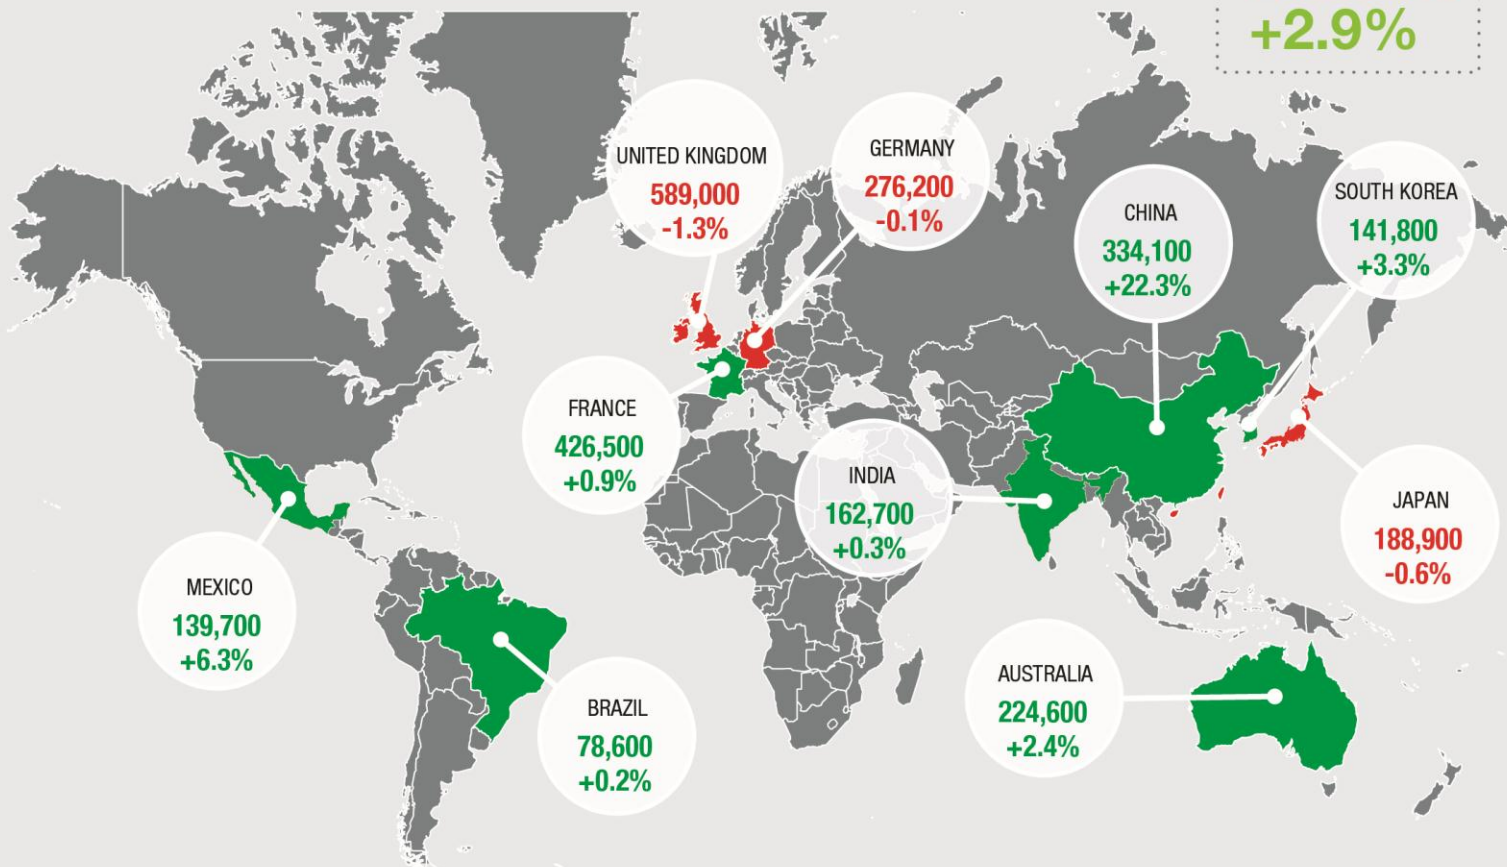 +2.9%
UNITED KINGDOM
589,000
-1.3%
GERMANY
276,200
-0.1%
CHINA
334,100
+22.3%
SOUTH KOREA
141,800
+3.3%
FRANCE
426,500
+0.9%
INDIA
162,700
+0.3%
JAPAN
188,900
-0.6%
MEXICO
139,700
+6.3%
BRAZIL
78,600
+0.2%
AUSTRALIA
224,600
+2.4%